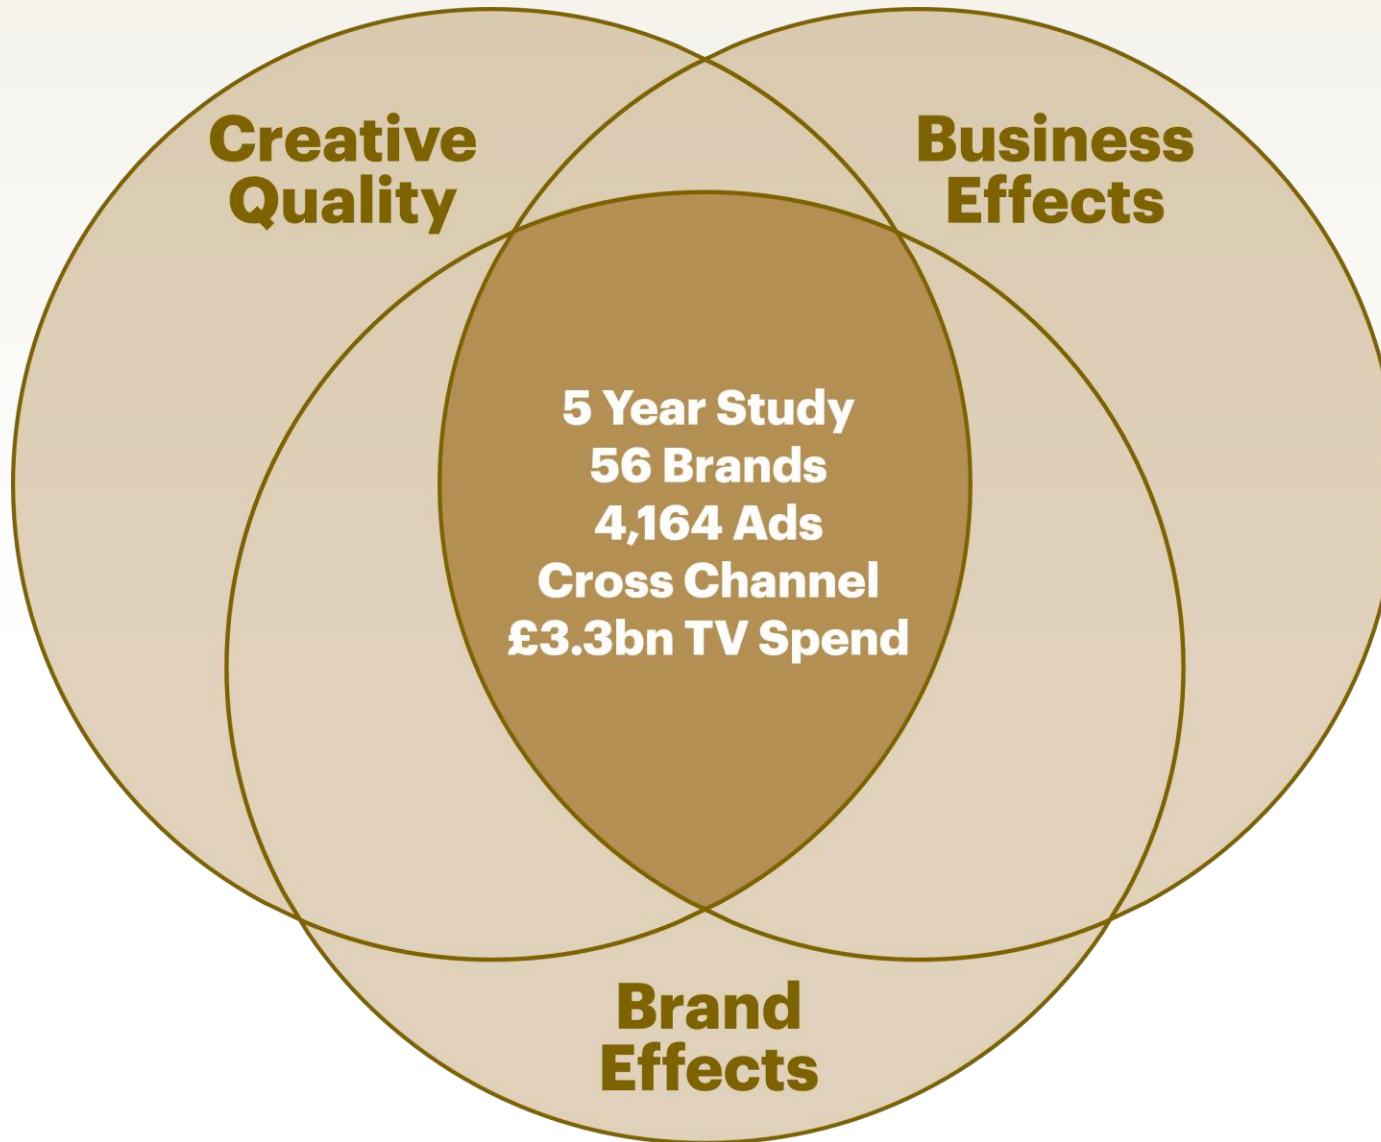 Creative
Quality
Business
Effects
5 Year Study
56 Brands
4,164 Ads
Cross Channel
£3.3bn TV Spend
Brand
Effects